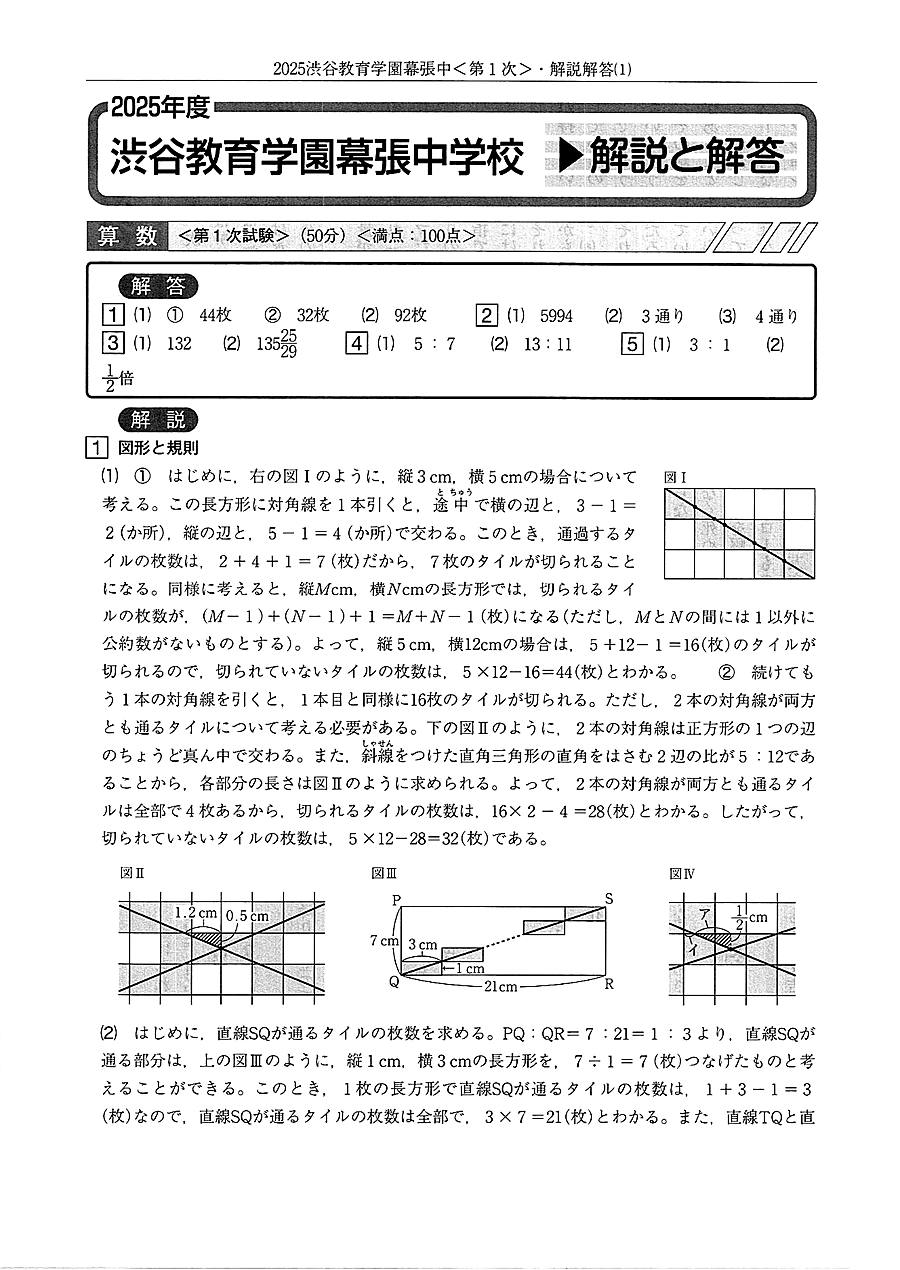 2025渋谷教育学園幕張中＜第１次＞・解説解答(1)
2025年度
渋谷教育学園幕張中学校 ▶解説と解答
算数 ＜第１次試験＞（50分）＜満点：100点＞
解答
1 (1) ① 44枚 ② 32枚 (2) 92枚 2 (1) 5994 (2) 3通り (3) 4通り
3 (1) 132 (2) 135 25/29 4 (1) 5：7 (2) 13：11 5 (1) 3：1 (2)
1/2倍
解説
1 図形と規則
(1) ① はじめに，右の図Ⅰのように，縦３cm，横５cmの場合について
考える。この長方形に対角線を１本引くと，途中で横の辺と，３－１＝
２(か所)，縦の辺と，５－１＝４(か所)で交わる。このとき，通過するタ
イルの枚数は，２＋４＋１＝７(枚)だから，７枚のタイルが切られること
になる。同様に考えると，縦Mcm，横Ncmの長方形では，切られるタイ
ルの枚数が，(M－１)＋(N－１)＋１＝M＋N－１(枚)になる(ただし，MとNの間には１以外に
公約数がないものとする)。よって，縦５cm，横12cmの場合は，５＋12－１＝16(枚)のタイルが
切られるので，切られていないタイルの枚数は，５×12－16＝44(枚)とわかる。 ② 続けても
う１本の対角線を引くと，１本目と同様に16枚のタイルが切られる。ただし，２本の対角線が両方
とも通るタイルについて考える必要がある。下の図Ⅱのように，２本の対角線は正方形の１つの辺
のちょうど真ん中で交わる。また，斜線をつけた直角三角形の直角をはさむ２辺の比が５：12であ
ることから，各部分の長さは図Ⅱのように求められる。よって，２本の対角線が両方とも通るタイ
ルは全部で４枚あるから，切られるタイルの枚数は，16×２－４＝28(枚)とわかる。したがって，
切られていないタイルの枚数は，５×12－28＝32(枚)である。
図Ⅰ
と ちゅう
しゃせん
図Ⅱ
1.2cm 0.5cm
図Ⅲ
P S
7cm 3cm
←1cm
Q 21cm R
図Ⅳ
ア 1/2cm
イ
(2) はじめに，直線SQが通るタイルの枚数を求める。PQ：QR＝７：21＝１：３より，直線SQが
通る部分は，上の図Ⅲのように，縦１cm，横３cmの長方形を，７÷１＝７(枚)つなげたものと考
えることができる。このとき，１枚の長方形で直線SQが通るタイルの枚数は，１＋３－１＝３
(枚)なので，直線SQが通るタイルの枚数は全部で，３×７＝21(枚)とわかる。また，直線TQと直